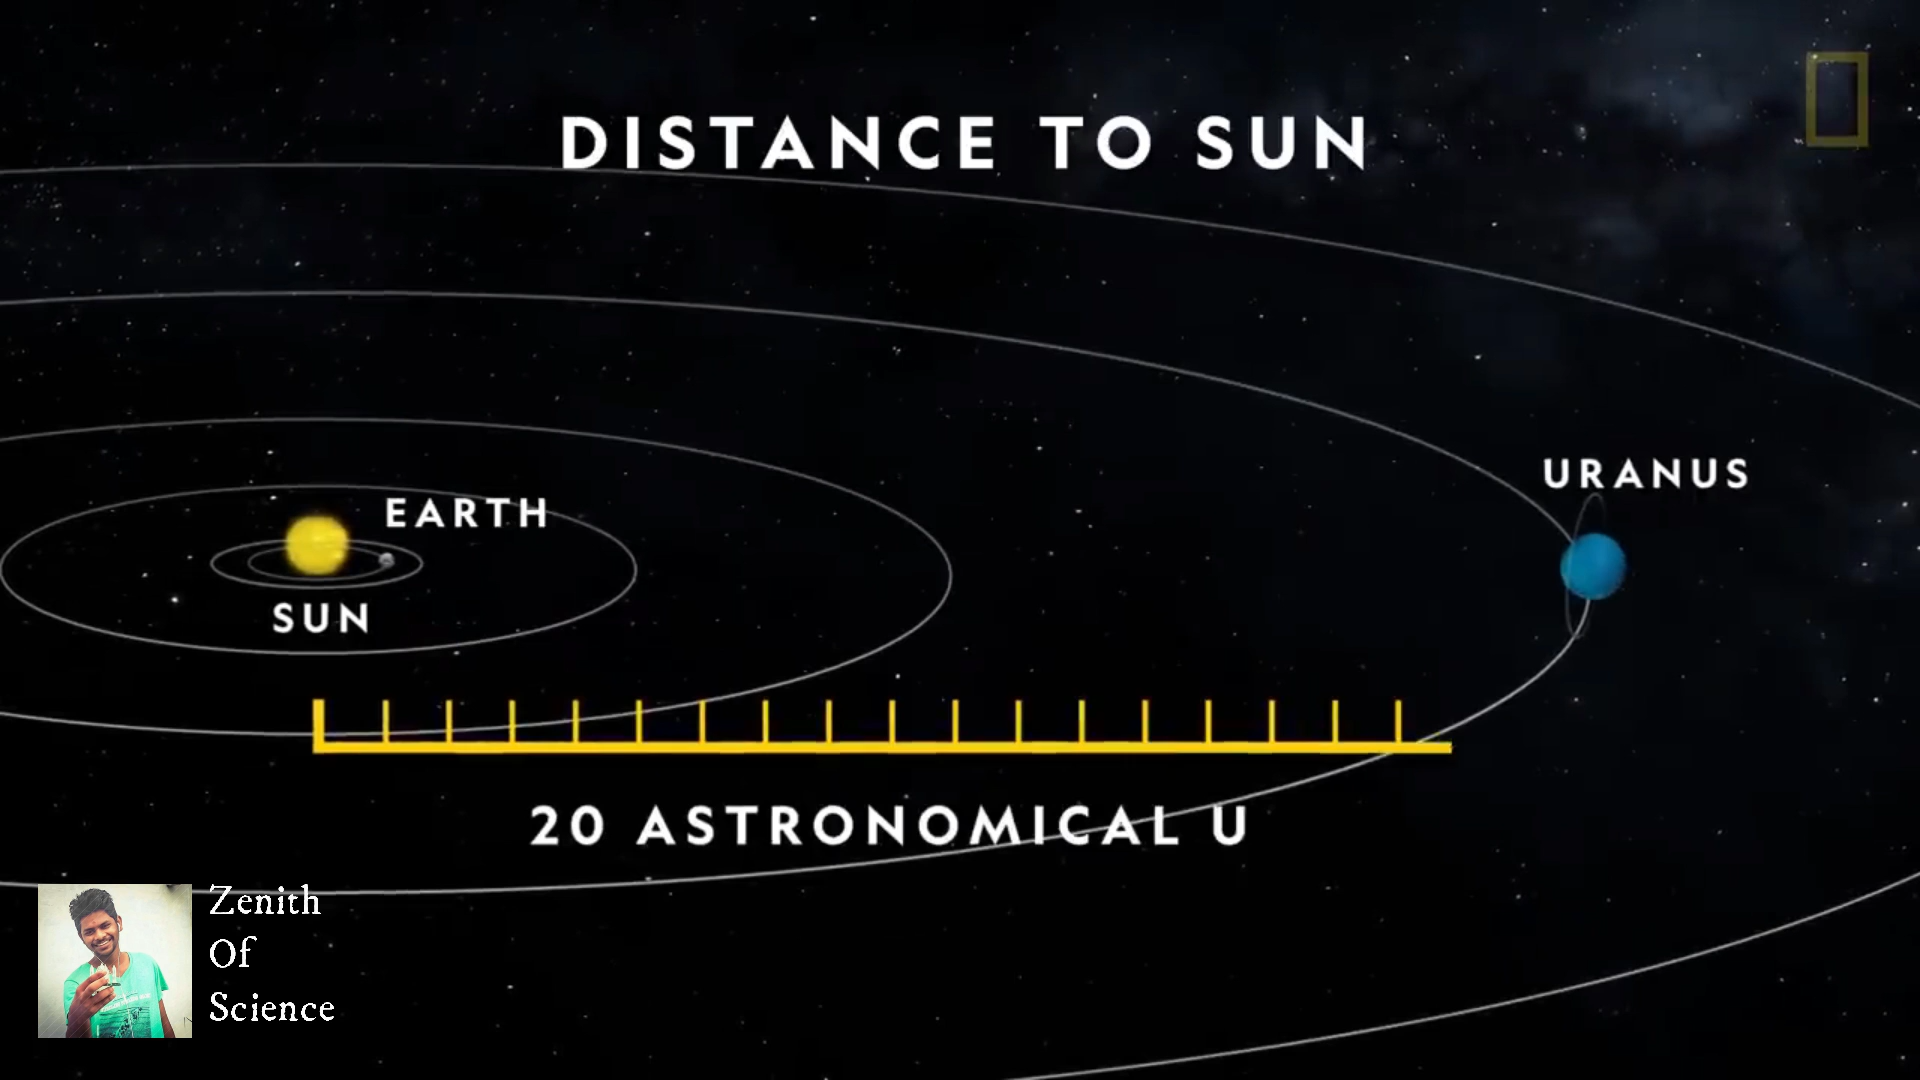 DISTANCE TO SUN
URANUS
EARTH
SUN
20 ASTRONOMICAL U
Zenith
Of
Science